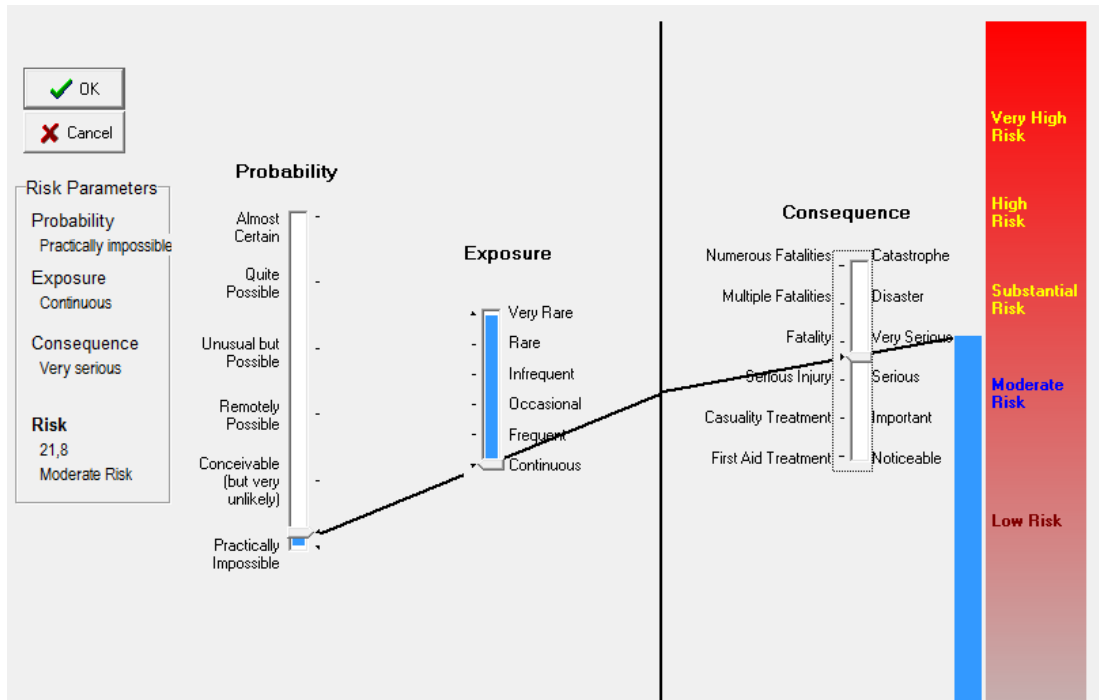 OK
Cancel
Risk Parameters
Probability
Practically impossible
Exposure
Continuous
Consequence
Very serious
Risk
21,8
Moderate Risk
Probability
Almost
Certain
Quite
Possible
Unusual but
Possible
Remotely
Possible
Conceivable
(but very
unlikely)
Practically
Impossible
Exposure
Very Rare
Rare
Infrequent
Occasional
Frequent
Continuous
Consequence
Numerous Fatalities
Catastrophe
Multiple Fatalities
Disaster
Fatality
Very Serious
Serious Injury
Serious
Casuality Treatment
Important
First Aid Treatment
Noticeable
Very High
Risk
High
Risk
Substantial
Risk
Moderate
Risk
Low Risk